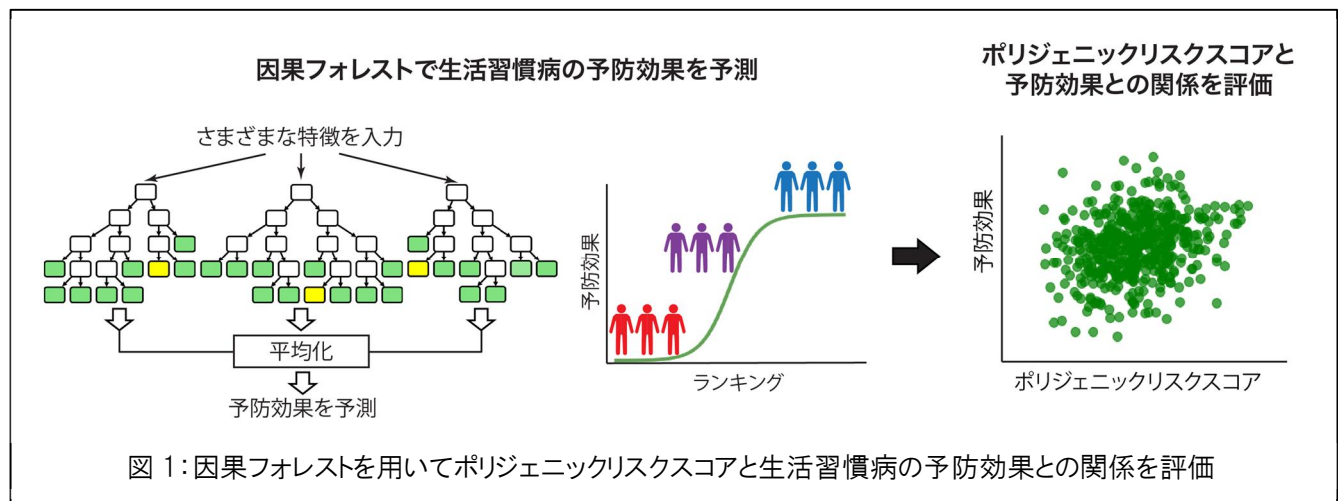 因果フォレストで生活習慣病の予防効果を予測
さまざまな特徴を入力
平均化
予防効果を予測
予防効果
ランキング
ポリジェニックリスクスコアと
予防効果との関係を評価
予防効果
ポリジェニックリスクスコア
図 1：因果フォレストを用いてポリジェニックリスクスコアと生活習慣病の予防効果との関係を評価